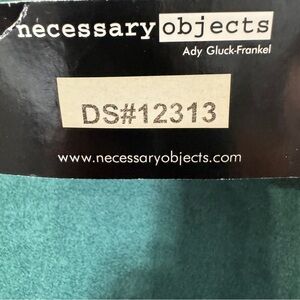 necessary objects
Ady Gluck-Frankel
DS#12313
www.necessaryobjects.com